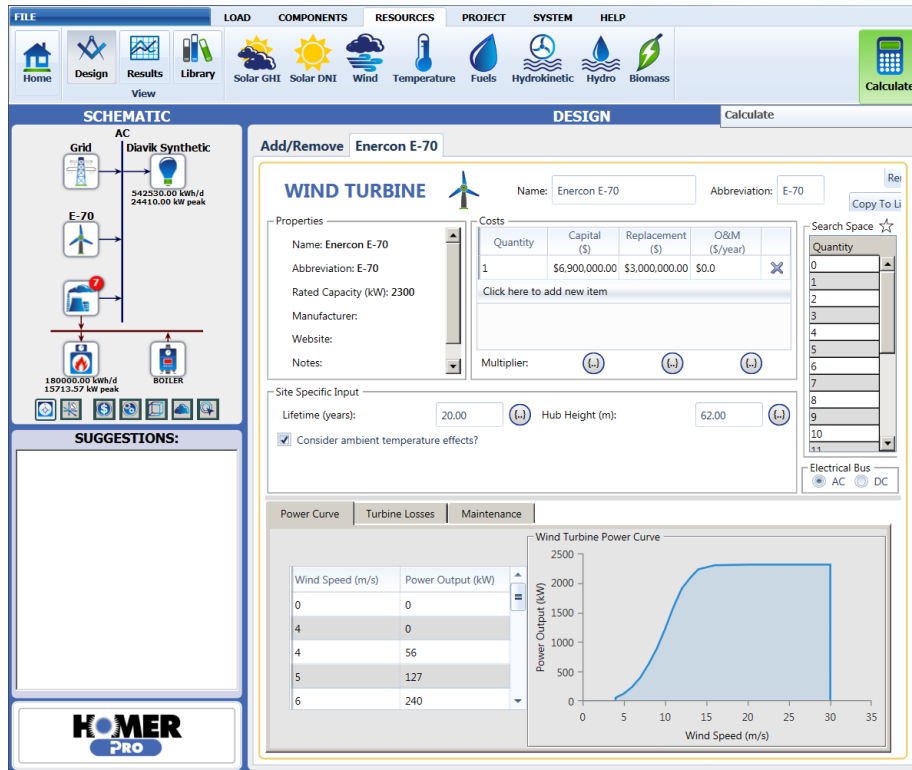 FILE
LOAD COMPONENTS RESOURCES PROJECT SYSTEM HELP
Home
Design Results Library
View
Solar GHI Solar DNI Wind Temperature Fuels Hydrokinetic Hydro Biomass
Calculate
SCHEMATIC
DESIGN
Calculate
AC
Grid Diavik Synthetic
542530.00 kWh/d
24410.00 kW peak
E-70
7
180000.00 kWh/d
15713.57 kW peak
BOILER
SUGGESTIONS:
HOMER
PRO
Add/Remove Enercon E-70
WIND TURBINE
Name: Enercon E-70
Abbreviation: E-70
Copy To Li
Properties
Name: Enercon E-70
Abbreviation: E-70
Rated Capacity (kW): 2300
Manufacturer:
Website:
Notes:
Costs
Quantity Capital ($) Replacement ($) O&M ($/year)
1 $6,900,000.00 $3,000,000.00 $0.0
Click here to add new item
Multiplier: {..} {..} {..}
Search Space
Quantity
0
1
2
3
4
5
6
7
8
9
10
11
Site Specific Input
Lifetime (years): 20.00 {..} Hub Height (m): 62.00 {..}
Consider ambient temperature effects?
Electrical Bus
AC DC
Power Curve Turbine Losses Maintenance
Wind Speed (m/s) Power Output (kW)
0 0
4 0
4 56
5 127
6 240
Wind Turbine Power Curve
Power Output (kW)
2500
2000
1500
1000
500
0
0 5 10 15 20 25 30 35
Wind Speed (m/s)